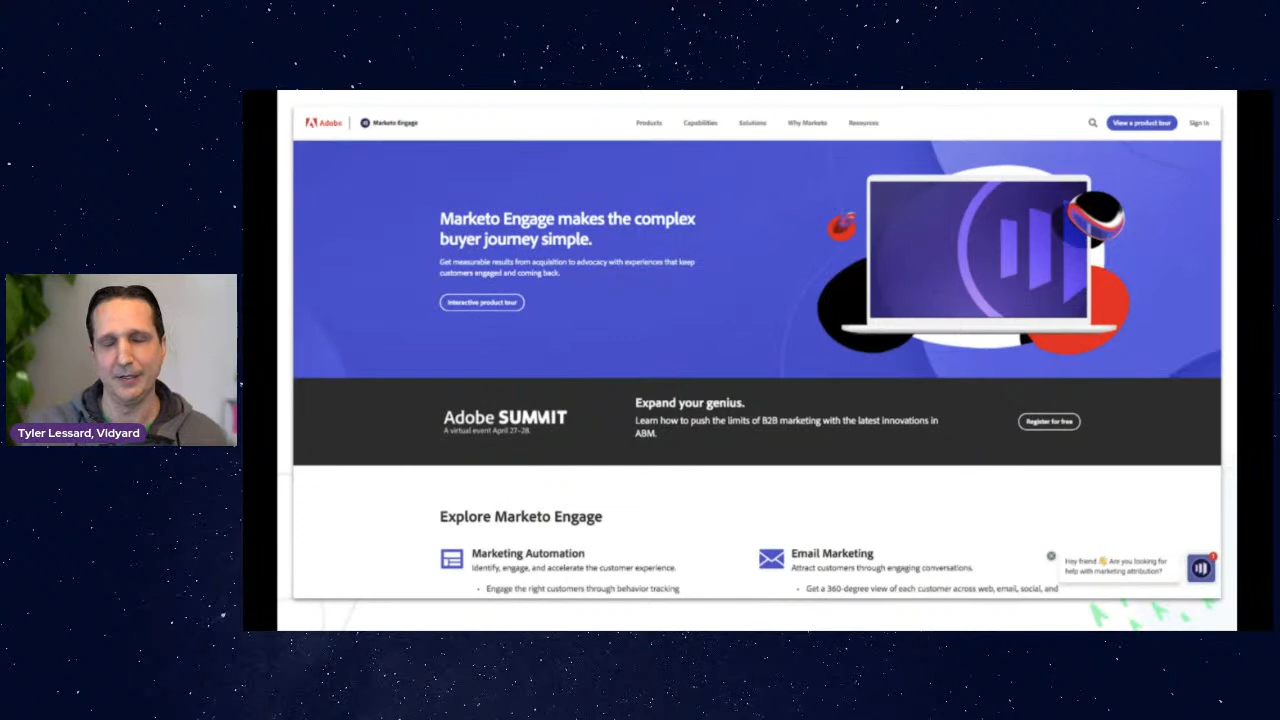 Adobe
Marketo Engage
Products
Capabilities
Solutions
Why Marketo
Resources
View a product tour
Sign In
Marketo Engage makes the complex
buyer journey simple.
Get measurable results from acquisition to advocacy with experiences that keep
customers engaged and coming back.
Interactive product tour
Adobe SUMMIT
A virtual event April 27–28.
Expand your genius.
Learn how to push the limits of B2B marketing with the latest innovations in
ABM.
Register for free
Explore Marketo Engage
Marketing Automation
Identify, engage, and accelerate the customer experience.
• Engage the right customers through behavior tracking
Email Marketing
Attract customers through engaging conversations.
• Get a 360-degree view of each customer across web, email, social, and
Hey friend 👋 Are you looking for
help with marketing attribution?
1
Tyler Lessard, Vidyard